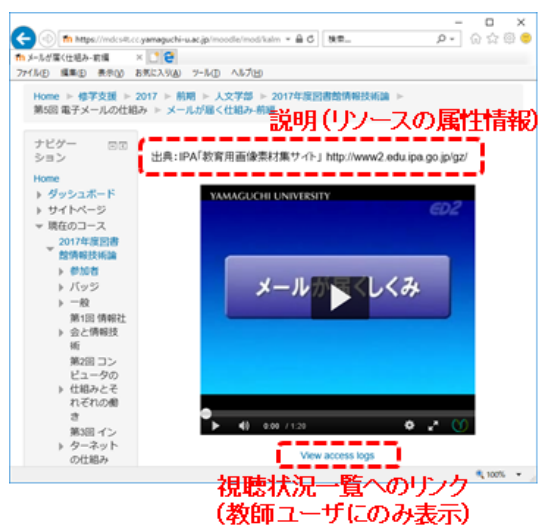 https://mdcs4t.cc.yamaguchi-u.ac.jp/moodle/mod/kalm
検索...
メールが届く仕組み-前編
ファイル(F) 編集(E) 表示(V) お気に入り(A) ツール(T) ヘルプ(H)
Home ▶ 修学支援 ▶ 2017 ▶ 前期 ▶ 人文学部 ▶ 2017年度図書館情報技術論 ▶
第5回 電子メールの仕組み ▶ メールが届く仕組み-前編
説明(リソースの属性情報)
ナビゲーション
出典:IPA「教育用画像素材集サイト」 http://www2.edu.ipa.go.jp/gz/
Home
ダッシュボード
サイトページ
現在のコース
2017年度図書
館情報技術論
参加者
バッジ
一般
第1回 情報社
会と情報技
術
第2回 コン
ピュータの
仕組みとそ
れぞれの働
き
第3回 イン
ターネット
の仕組み
YAMAGUCHI UNIVERSITY
ED2
メールが届くしくみ
0:00 / 1:20
View access logs
100%
視聴状況一覧へのリンク
(教師ユーザにのみ表示)